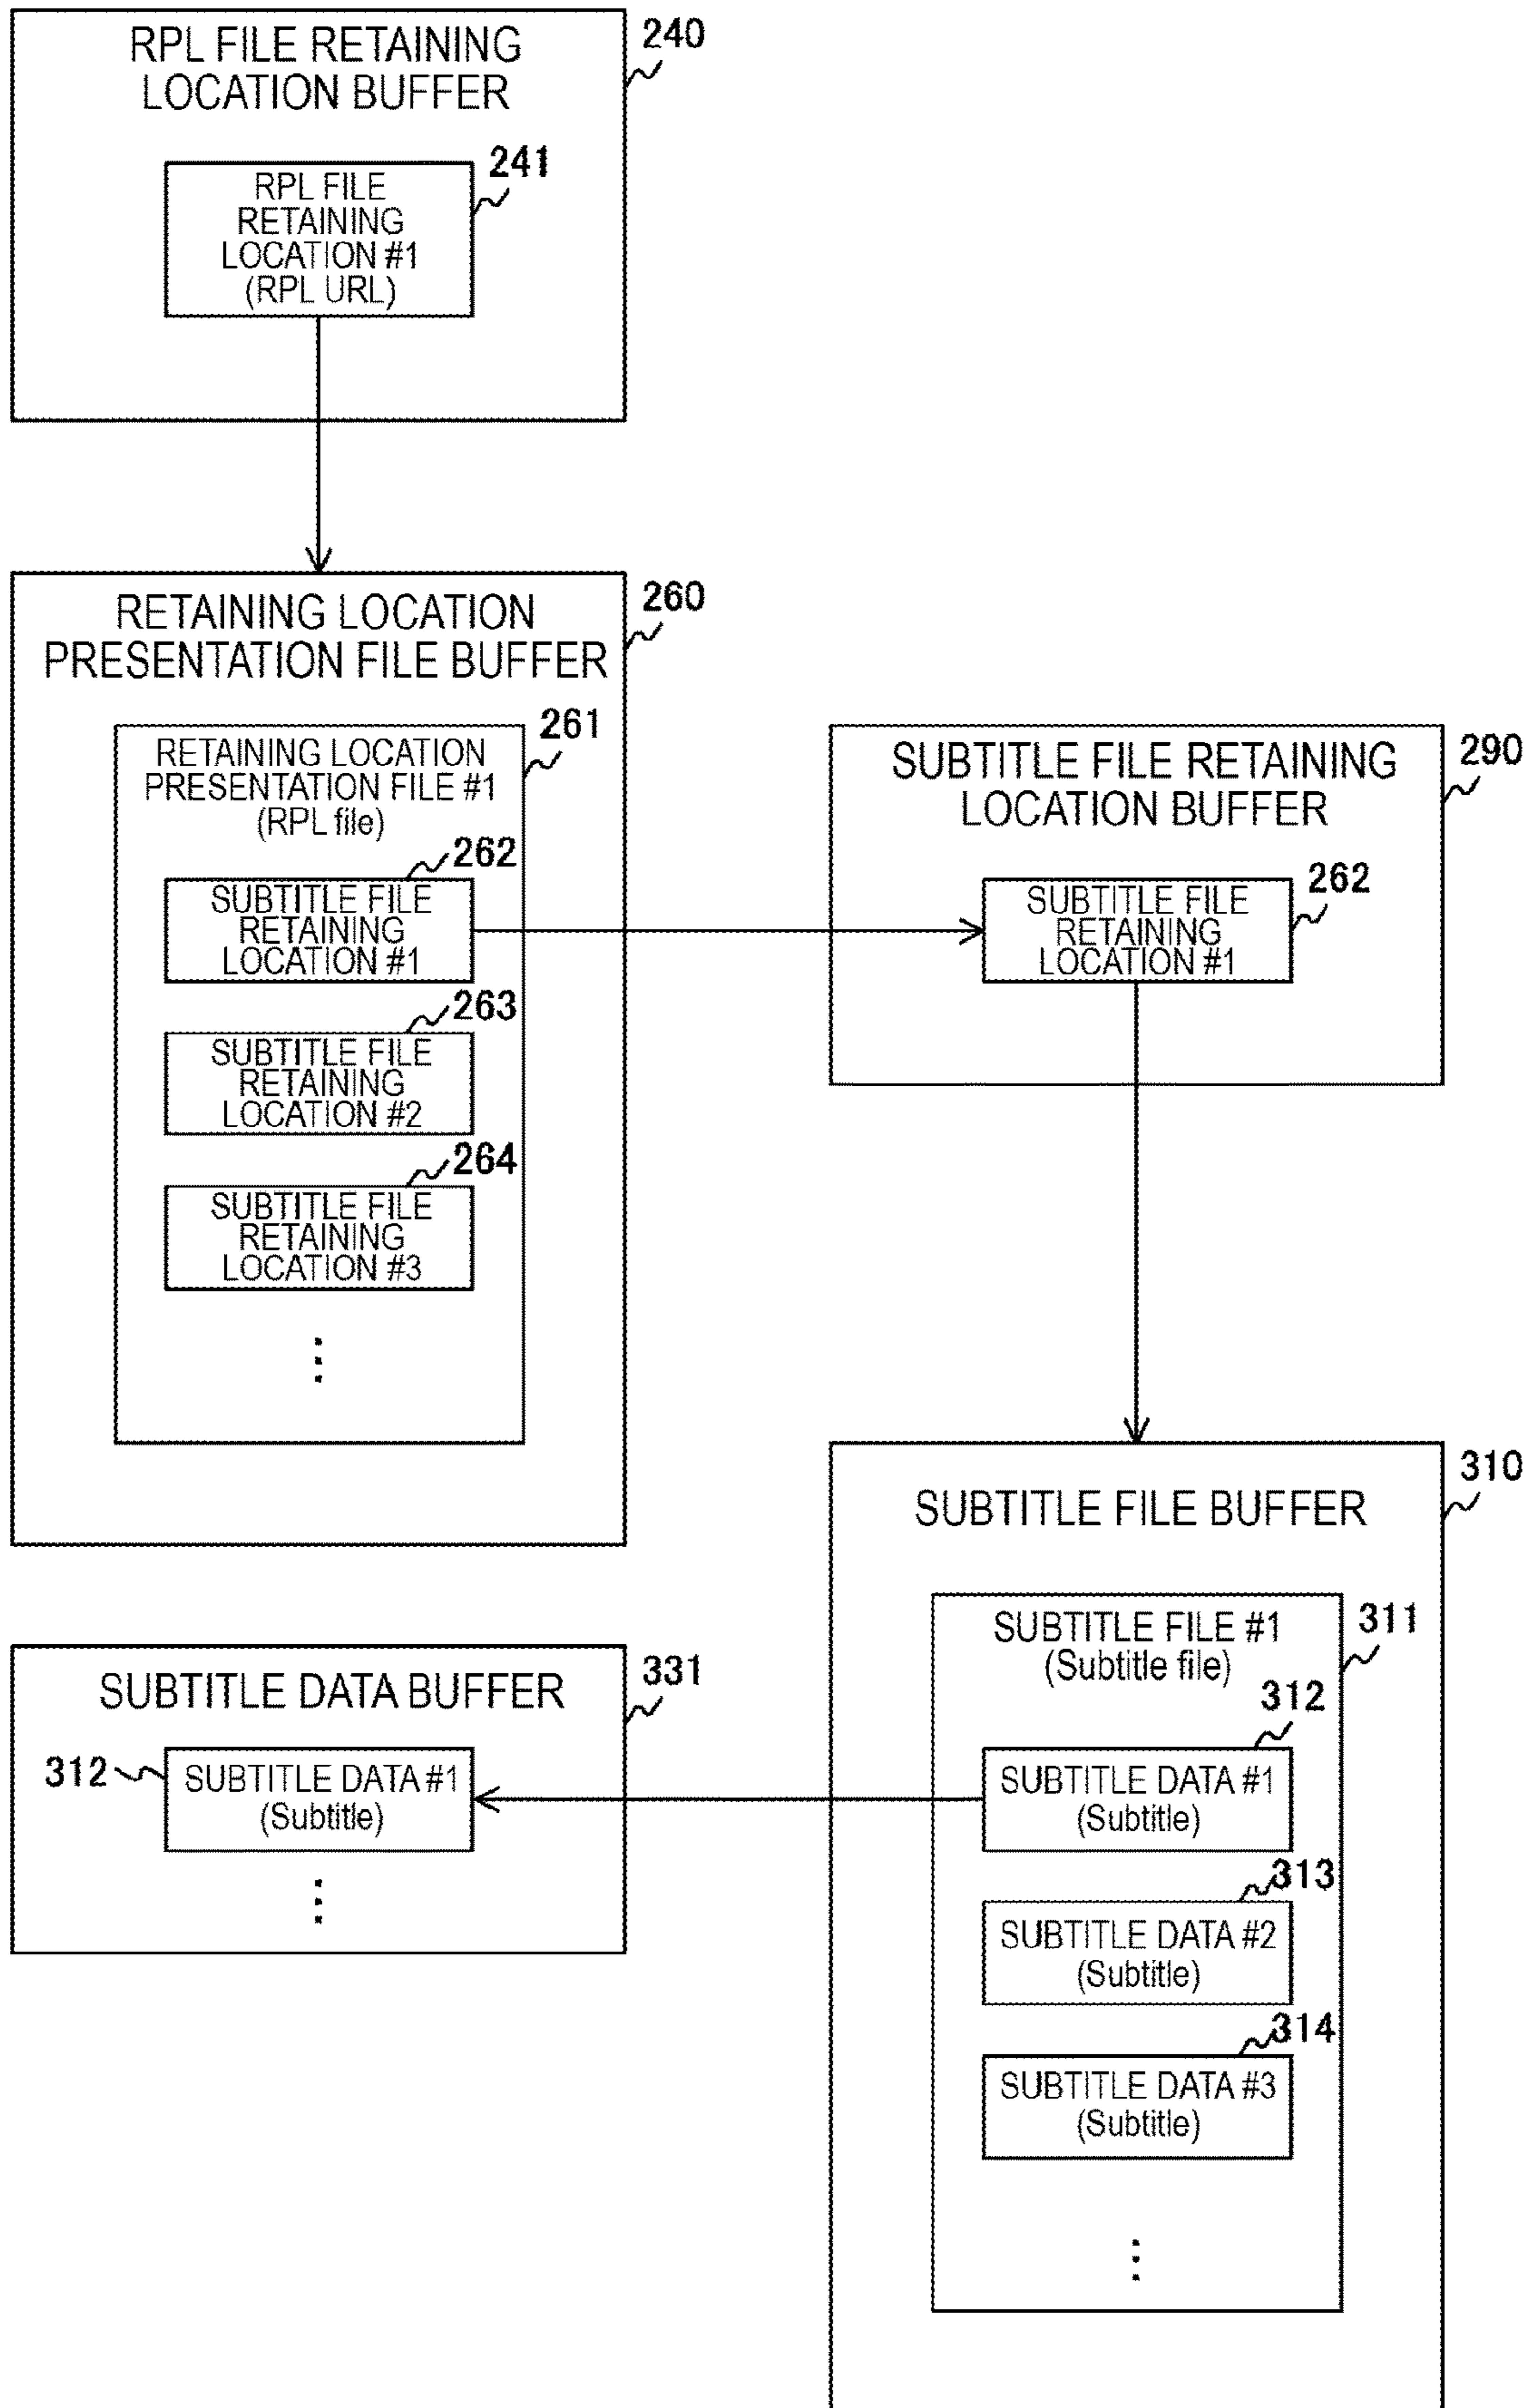 RPL FILE RETAINING
LOCATION BUFFER
240
RPL FILE
RETAINING
LOCATION #1
(RPL URL)
241
RETAINING LOCATION
PRESENTATION FILE BUFFER
260
RETAINING LOCATION
PRESENTATION FILE #1
(RPL file)
261
262
SUBTITLE FILE
RETAINING
LOCATION #1
263
SUBTITLE FILE
RETAINING
LOCATION #2
264
SUBTITLE FILE
RETAINING
LOCATION #3
SUBTITLE FILE RETAINING
LOCATION BUFFER
290
SUBTITLE FILE
RETAINING
LOCATION #1
262
SUBTITLE FILE BUFFER
310
SUBTITLE FILE #1
(Subtitle file)
311
312
SUBTITLE DATA #1
(Subtitle)
313
SUBTITLE DATA #2
(Subtitle)
314
SUBTITLE DATA #3
(Subtitle)
SUBTITLE DATA BUFFER
331
312
SUBTITLE DATA #1
(Subtitle)